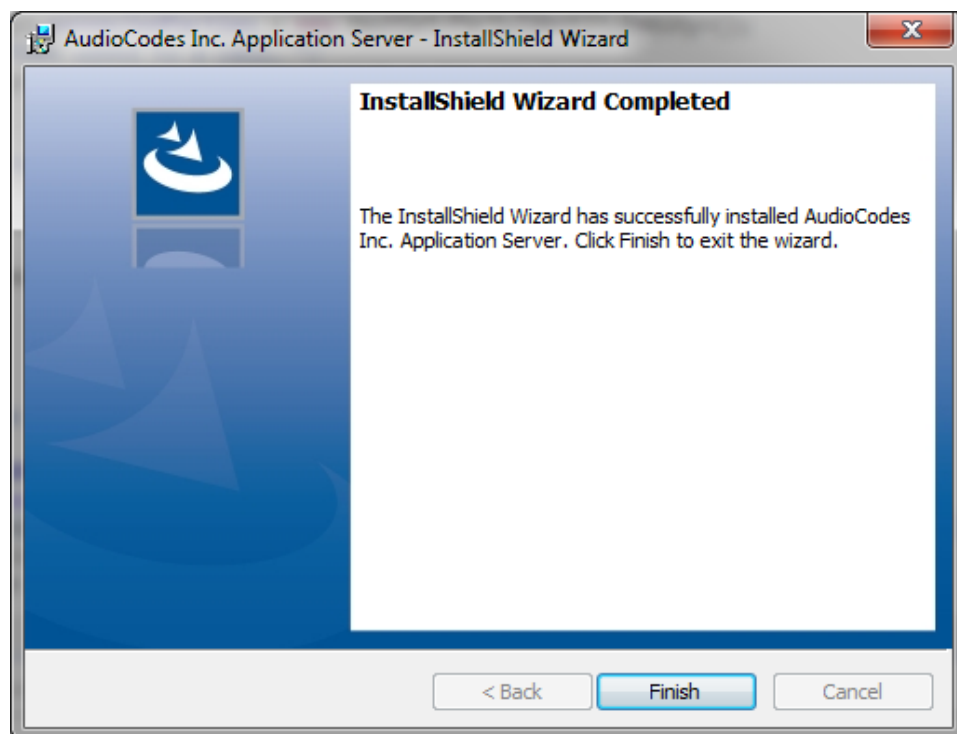 AudioCodes Inc. Application Server - InstallShield Wizard
InstallShield Wizard Completed
The InstallShield Wizard has successfully installed AudioCodes
Inc. Application Server. Click Finish to exit the wizard.
< Back
Finish
Cancel